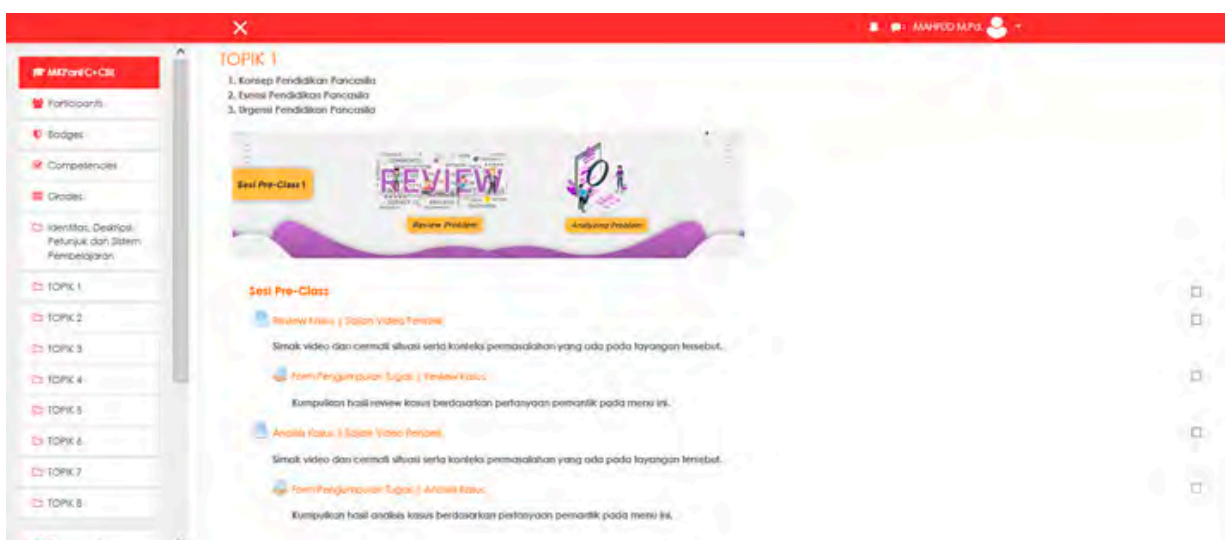 MAHFUD M.Pd.
MKPanFC+CBL
Participants
Badges
Competencies
Grades
Identitas, Deskripsi,
Petunjuk dan Sistem
Pembelajaran
TOPIK 1
TOPIK 2
TOPIK 3
TOPIK 4
TOPIK 5
TOPIK 6
TOPIK 7
TOPIK 8
TOPIK 1
1. Konsep Pendidikan Pancasila
2. Esensi Pendidikan Pancasila
3. Urgensi Pendidikan Pancasila
Sesi Pre-Class 1
REVIEW
Review Problem
Analyzing Problem
Sesi Pre-Class
Review Kasus | Sajian Video Pemantik
Simak video dan cermati situasi serta konteks permasalahan yang ada pada tayangan tersebut.
Form Pengumpulan Tugas | Review Kasus
Kumpulkan hasil review kasus berdasarkan pertanyaan pemantik pada menu ini.
Analisis Kasus | Sajian Video Pemantik
Simak video dan cermati situasi serta konteks permasalahan yang ada pada tayangan tersebut.
Form Pengumpulan Tugas | Analisis Kasus
Kumpulkan hasil analisis kasus berdasarkan pertanyaan pemantik pada menu ini.